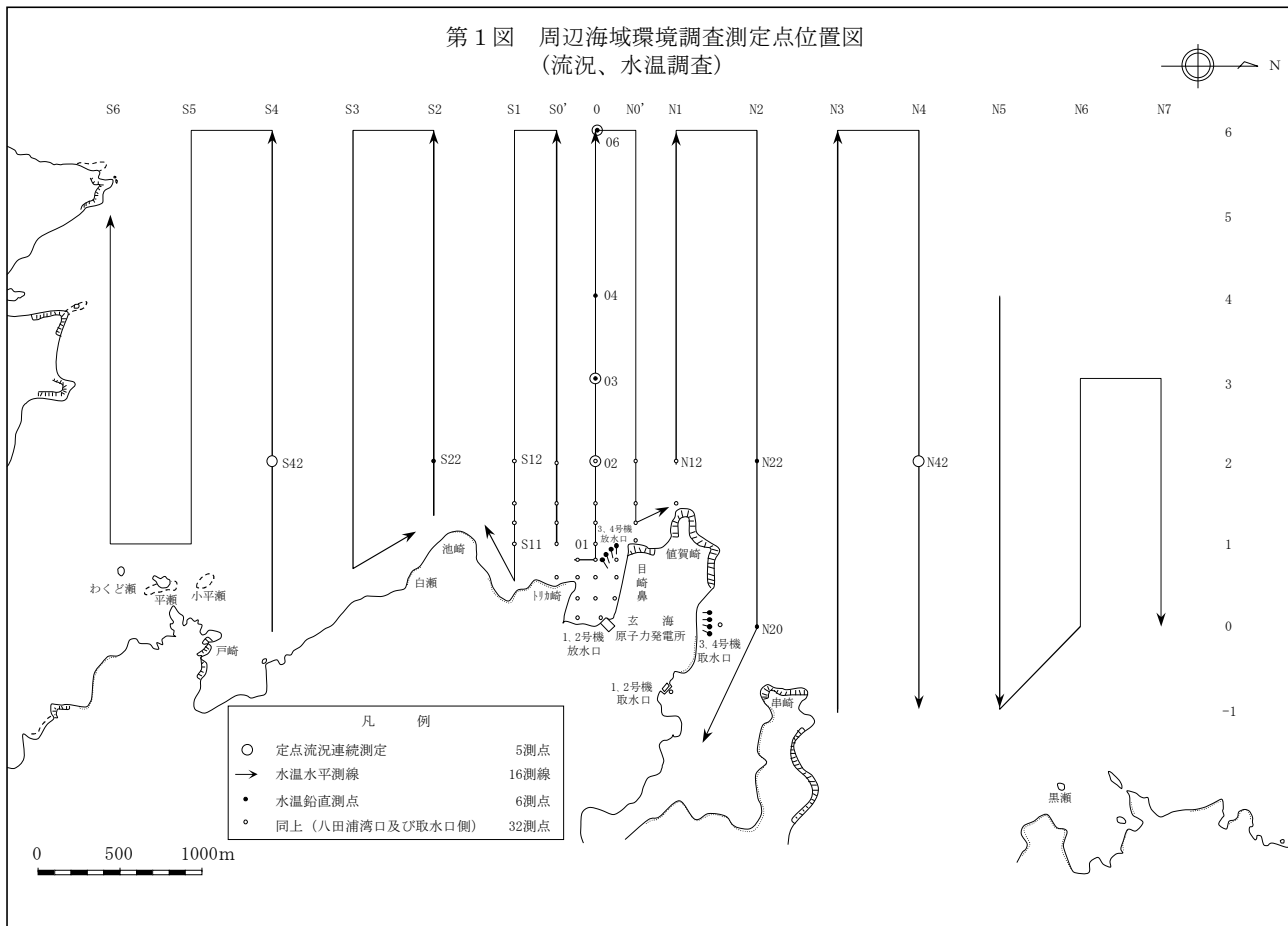 第１図　周辺海域環境調査測定点位置図
(流況、水温調査)
N
S6 S5 S4 S3 S2 S1 S0' 0 N0' N1 N2 N3 N4 N5 N6 N7
6
06
5
4
04
3
03
2
S42 S22 S12 02 N12 N22 N42
3,4号機
放水口
1
S11 01
池崎
値賀崎
わくど瀬 平瀬 小平瀬
白瀬
ﾄﾘｶ崎
目崎鼻
0
戸崎
1,2号機
放水口
玄　海
原子力発電所
N20
3,4号機
取水口
1,2号機
取水口
串崎
-1
凡　　例
定点流況連続測定 5測点
水温水平測線 16測線
水温鉛直測点 6測点
同上（八田浦湾口及び取水口側） 32測点
黒瀬
0 500 1000m